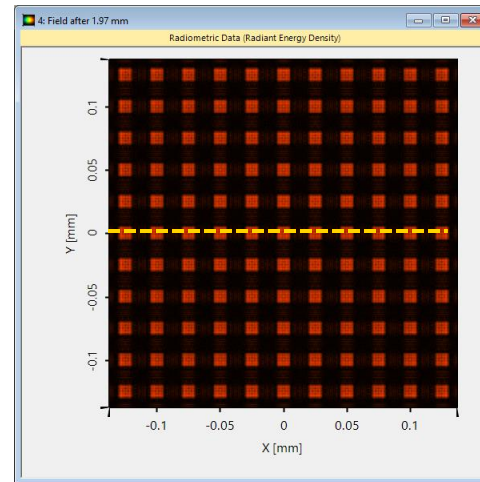 4: Field after 1.97 mm
Radiometric Data (Radiant Energy Density)
0.1
0.05
0
-0.05
-0.1
Y [mm]
-0.1 -0.05 0 0.05 0.1
X [mm]